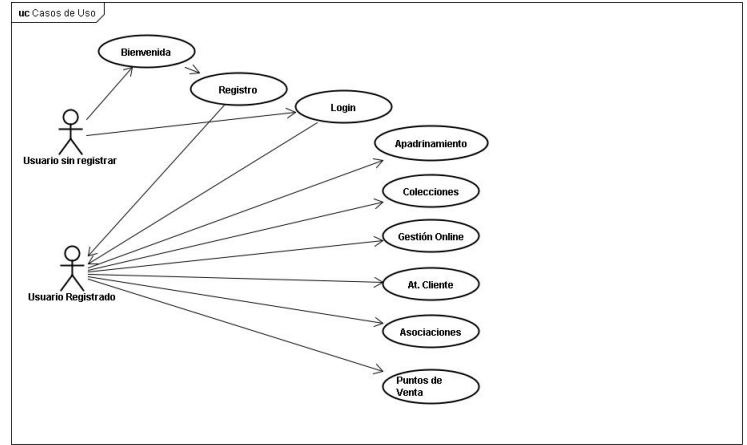 uc Casos de Uso
Bienvenida
Registro
Login
Usuario sin registrar
Apadrinamiento
Colecciones
Gestión Online
Usuario Registrado
At. Cliente
Asociaciones
Puntos de
Venta